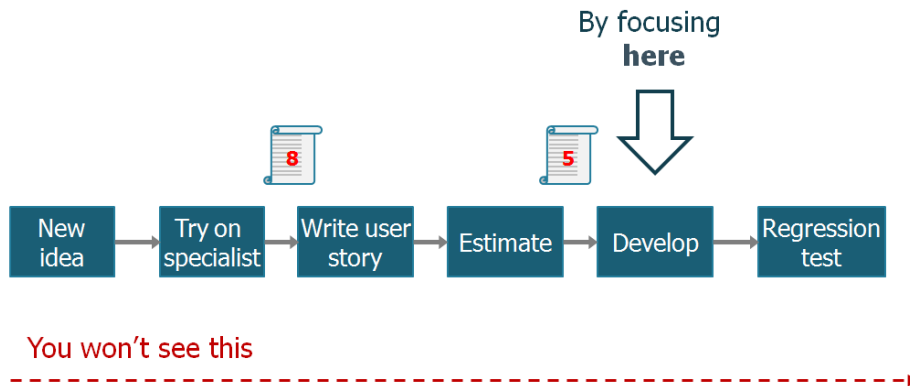 By focusing
here
8
5
New
idea
Try on
specialist
Write user
story
Estimate
Develop
Regression
test
You won't see this